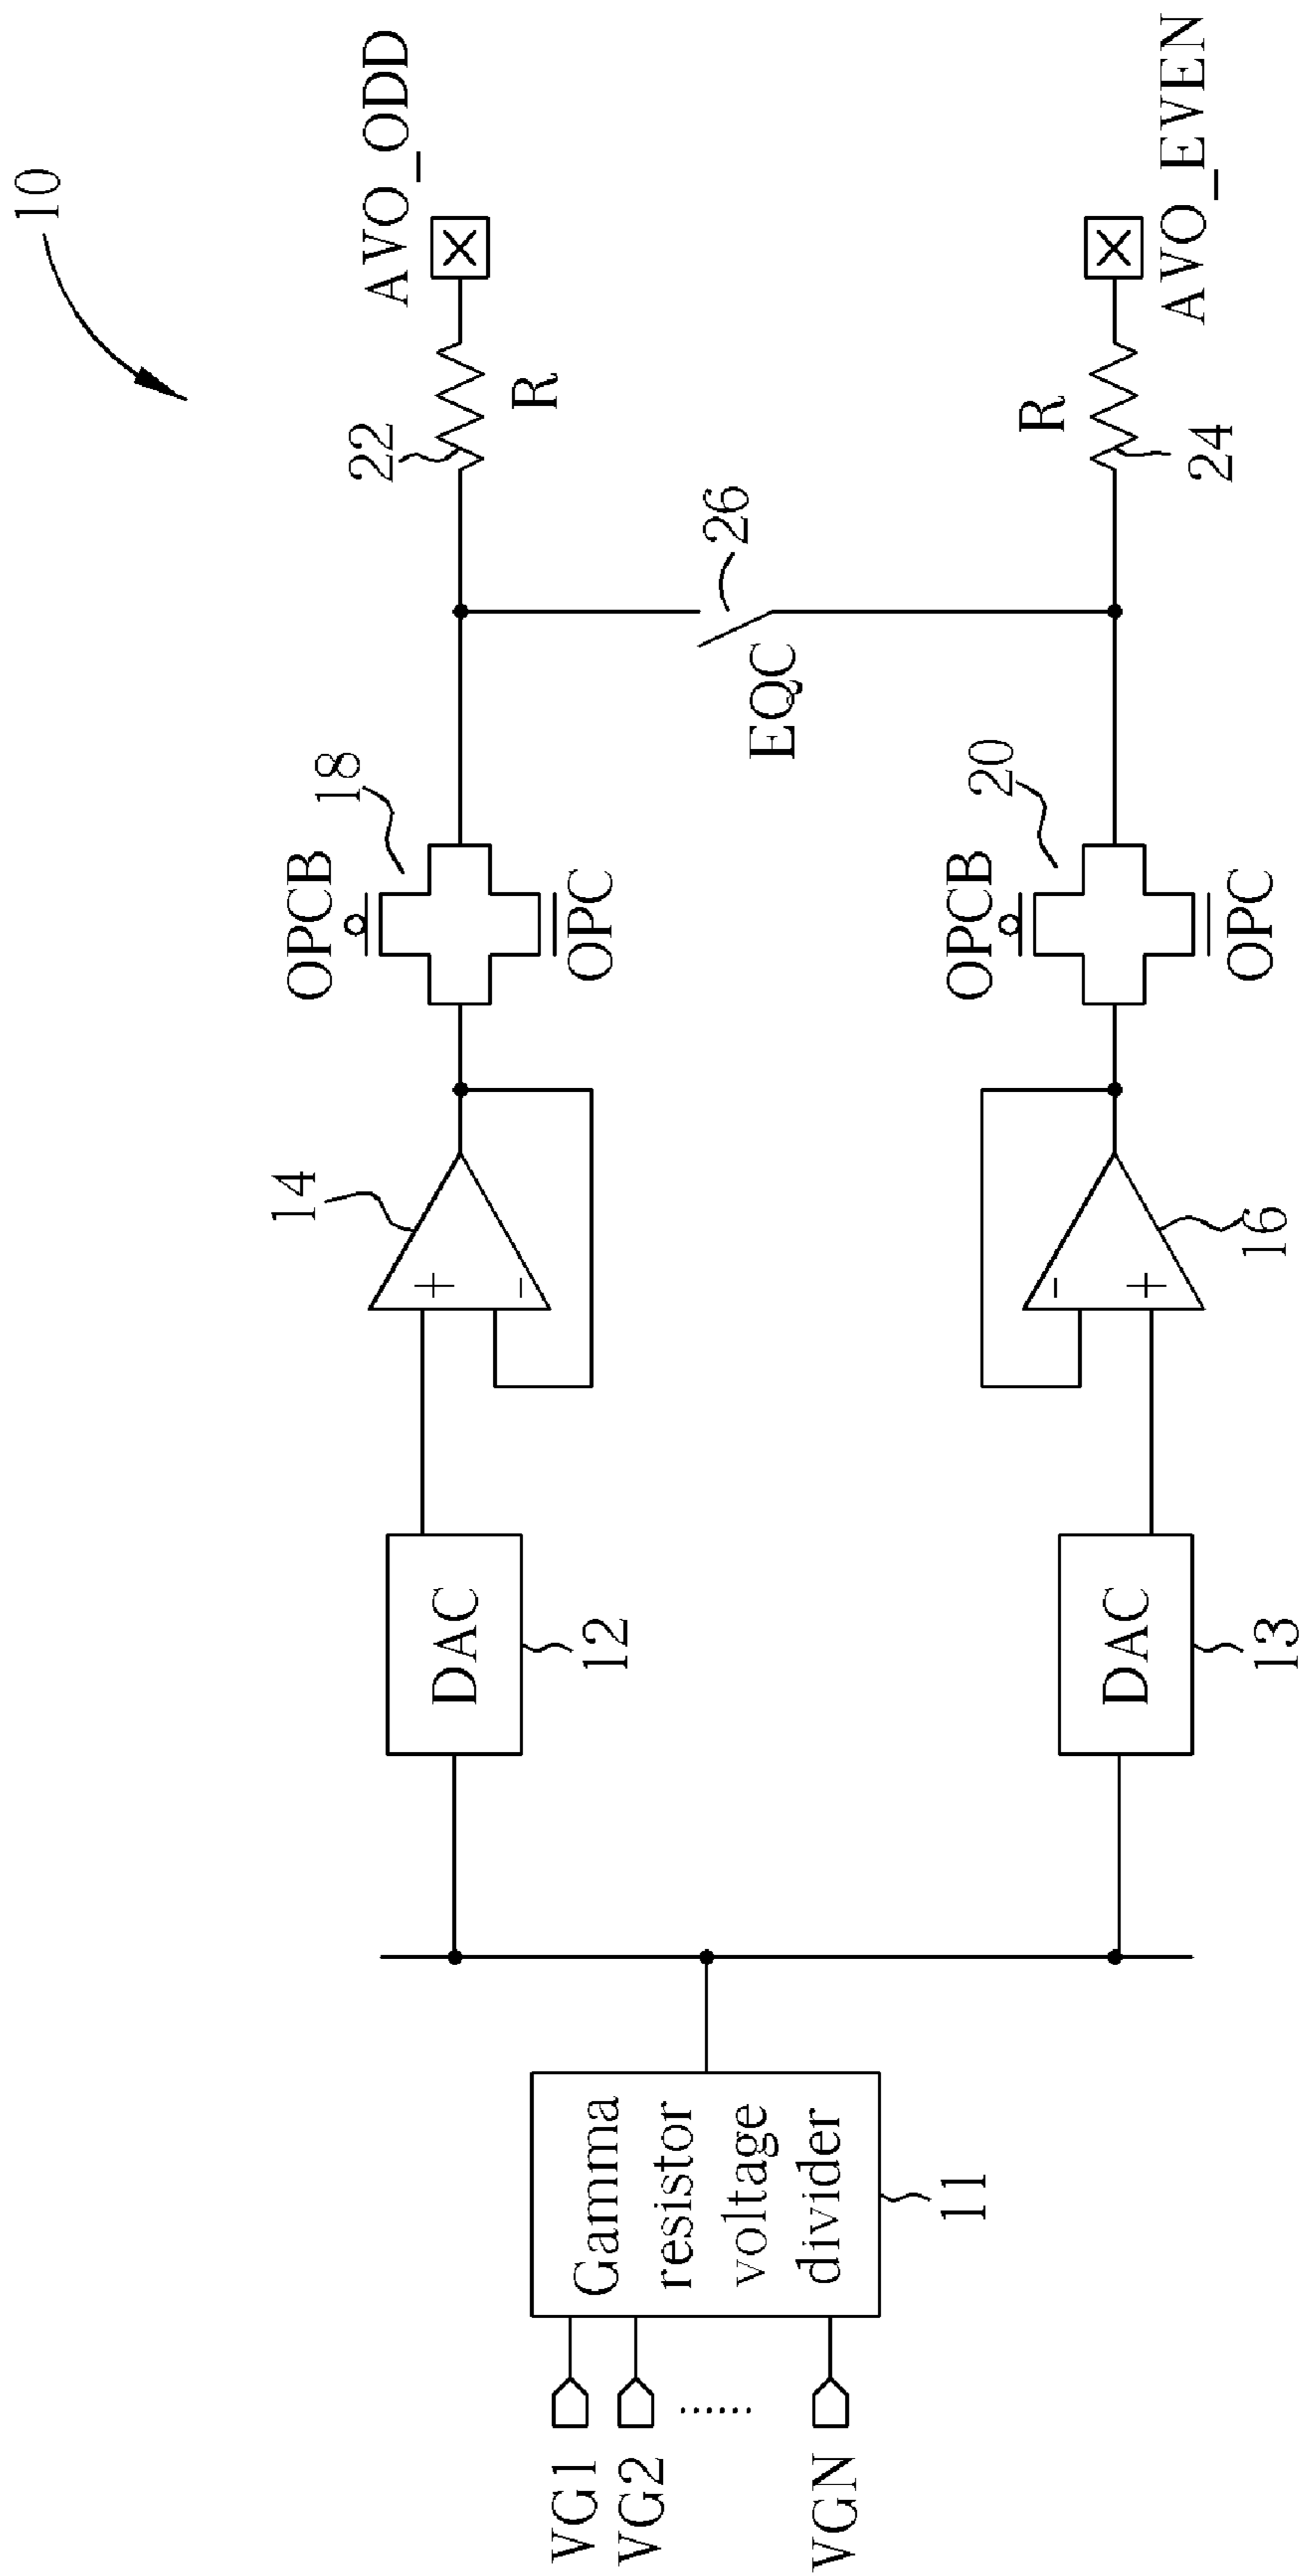 10
VG1
VG2
......
VGN
Gamma
resistor
voltage
divider
11
DAC
12
14
+
-
OPCB
18
OPC
22
R
AVO_ODD
EQC
26
DAC
13
-
+
16
OPCB
20
OPC
R
24
AVO_EVEN